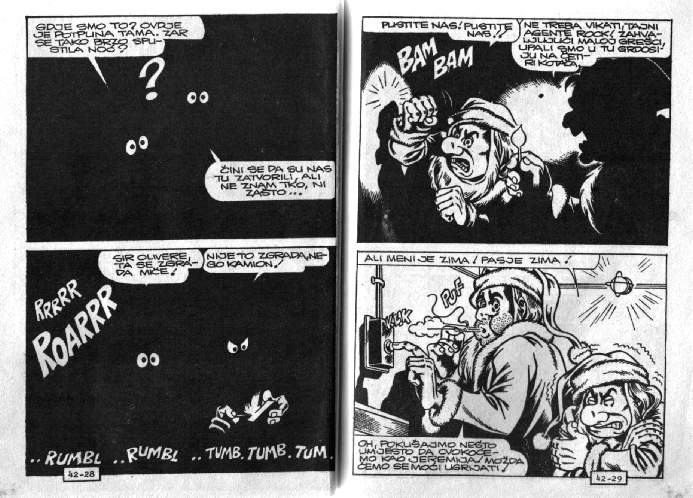 GDJE SMO TO? OVDJE
JE POTPUNA TAMA. ZAR
SE TAKO BRZO SPU-
STILA NOĆ?
?
ČINI SE DA SU NAS
TU ZATVORILI, ALI
NE ZNAM TKO, NI
ZAŠTO...
SIR OLIVERE,
TA SE ZGRA-
DA MIČE!
NIJE TO ZGRADA, NE-
GO KAMION!
RRRRR
ROARRR
..RUMBL ..RUMBL ..TUMB.TUMB.TUM.
42-28
PUSTITE NAS! PUSTITE
NAS!!
NE TREBA VIKATI, TAJNI
AGENTE ROCK! ZAHVA-
LJUJUĆI MALOJ GREŠCI,
UPALI SMO U TU GRDOSI-
JU NA ČETI-
RI KOTAČA.
BAM
BAM
ALI MENI JE ZIMA! PASJE ZIMA!
PUF
KLIK
OH, POKUŠAJMO NEŠTO
UMJESTO DA CVOKOĆE-
MO KAO JEREMIJA! MOŽDA
ĆEMO SE MOĆI UGRIJATI!
42-29